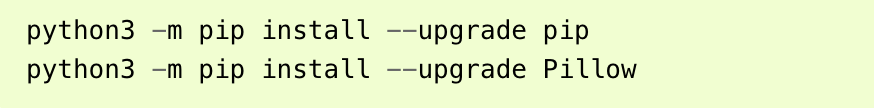 python3 -m pip install --upgrade pip
python3 -m pip install --upgrade Pillow